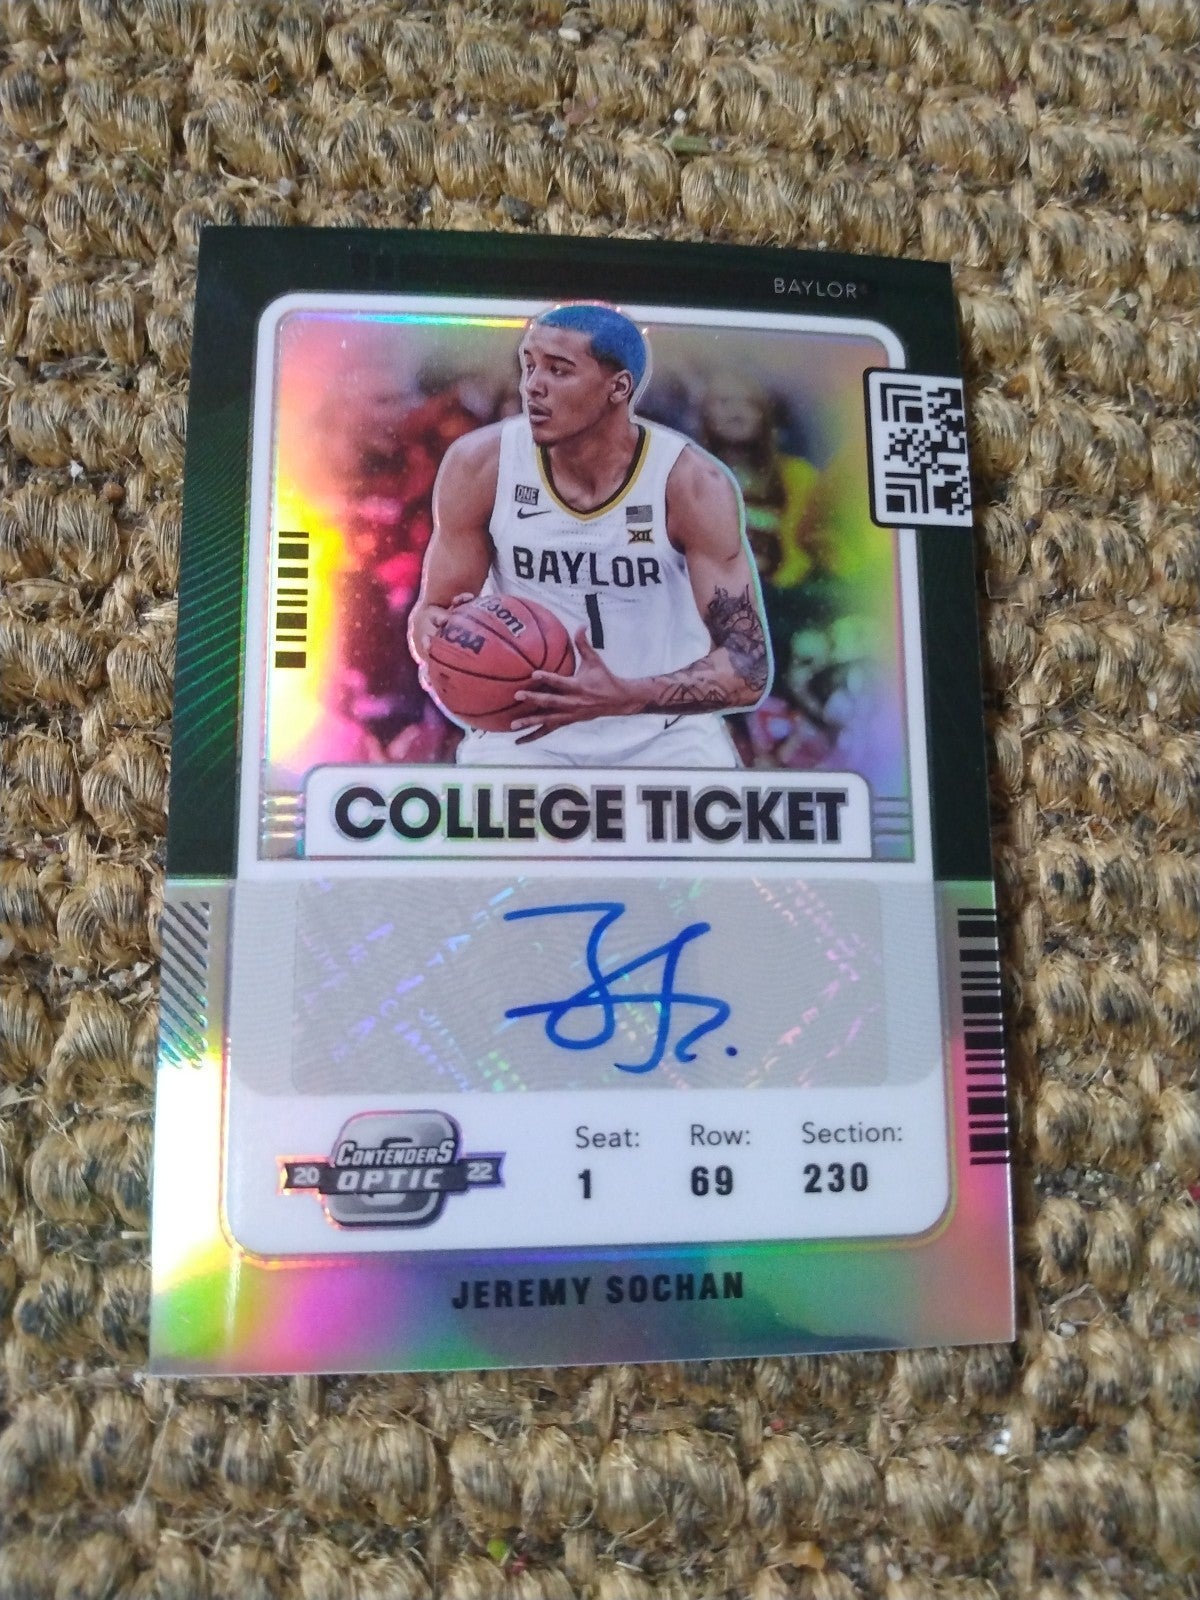 BAYLOR
ONE
XII
BAYLOR
1
Wilson
NCAA
COLLEGE TICKET
CONTENDERS
20 OPTIC 22
Seat: Row: Section:
1 69 230
JEREMY SOCHAN